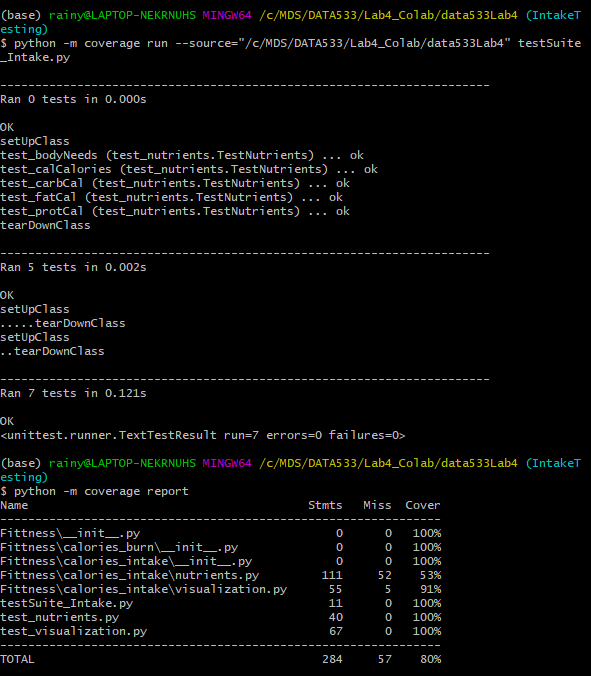 (base) rainy@LAPTOP-NEKRNUHS MINGW64 /c/MDS/DATA533/Lab4_Colab/data533Lab4 (IntakeT
esting)
$ python -m coverage run --source="/c/MDS/DATA533/Lab4_Colab/data533Lab4" testSuite
_Intake.py
----------------------------------------------------------------------
Ran 0 tests in 0.000s
OK
setUpClass
test_bodyNeeds (test_nutrients.TestNutrients) ... ok
test_calCalories (test_nutrients.TestNutrients) ... ok
test_carbCal (test_nutrients.TestNutrients) ... ok
test_fatCal (test_nutrients.TestNutrients) ... ok
test_protCal (test_nutrients.TestNutrients) ... ok
tearDownClass
----------------------------------------------------------------------
Ran 5 tests in 0.002s
OK
setUpClass
.....tearDownClass
setUpClass
..tearDownClass
----------------------------------------------------------------------
Ran 7 tests in 0.121s
OK
<unittest.runner.TextTestResult run=7 errors=0 failures=0>
(base) rainy@LAPTOP-NEKRNUHS MINGW64 /c/MDS/DATA533/Lab4_Colab/data533Lab4 (IntakeT
esting)
$ python -m coverage report
Name                                        Stmts   Miss  Cover
---------------------------------------------------------------
Fittness\__init__.py                            0      0   100%
Fittness\calories_burn\__init__.py              0      0   100%
Fittness\calories_intake\__init__.py            0      0   100%
Fittness\calories_intake\nutrients.py         111     52    53%
Fittness\calories_intake\visualization.py      55      5    91%
testSuite_Intake.py                            11      0   100%
test_nutrients.py                              40      0   100%
test_visualization.py                          67      0   100%
---------------------------------------------------------------
TOTAL                                         284     57    80%